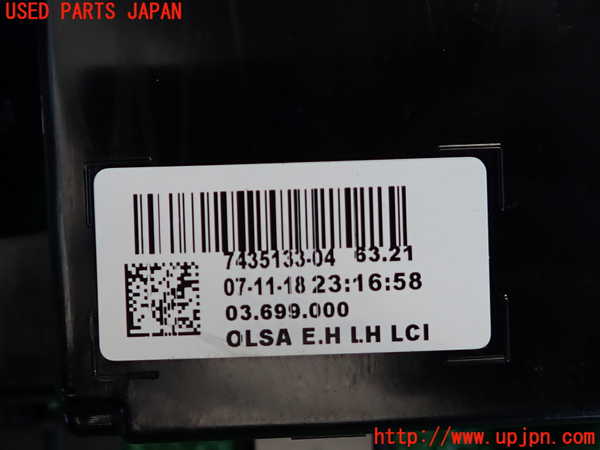 USED PARTS JAPAN
7435133-04 63.21
07-11-18 23:16:58
03.699.000
OLSA E.H LH LCI
http://www.upjpn.com